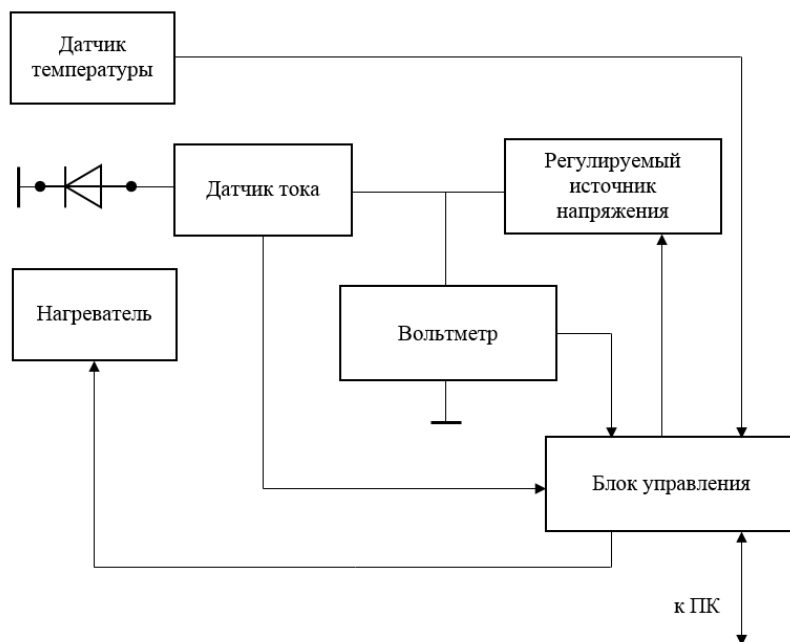 Датчик
температуры
Датчик тока
Регулируемый
источник
напряжения
Нагреватель
Вольтметр
Блок управления
к ПК